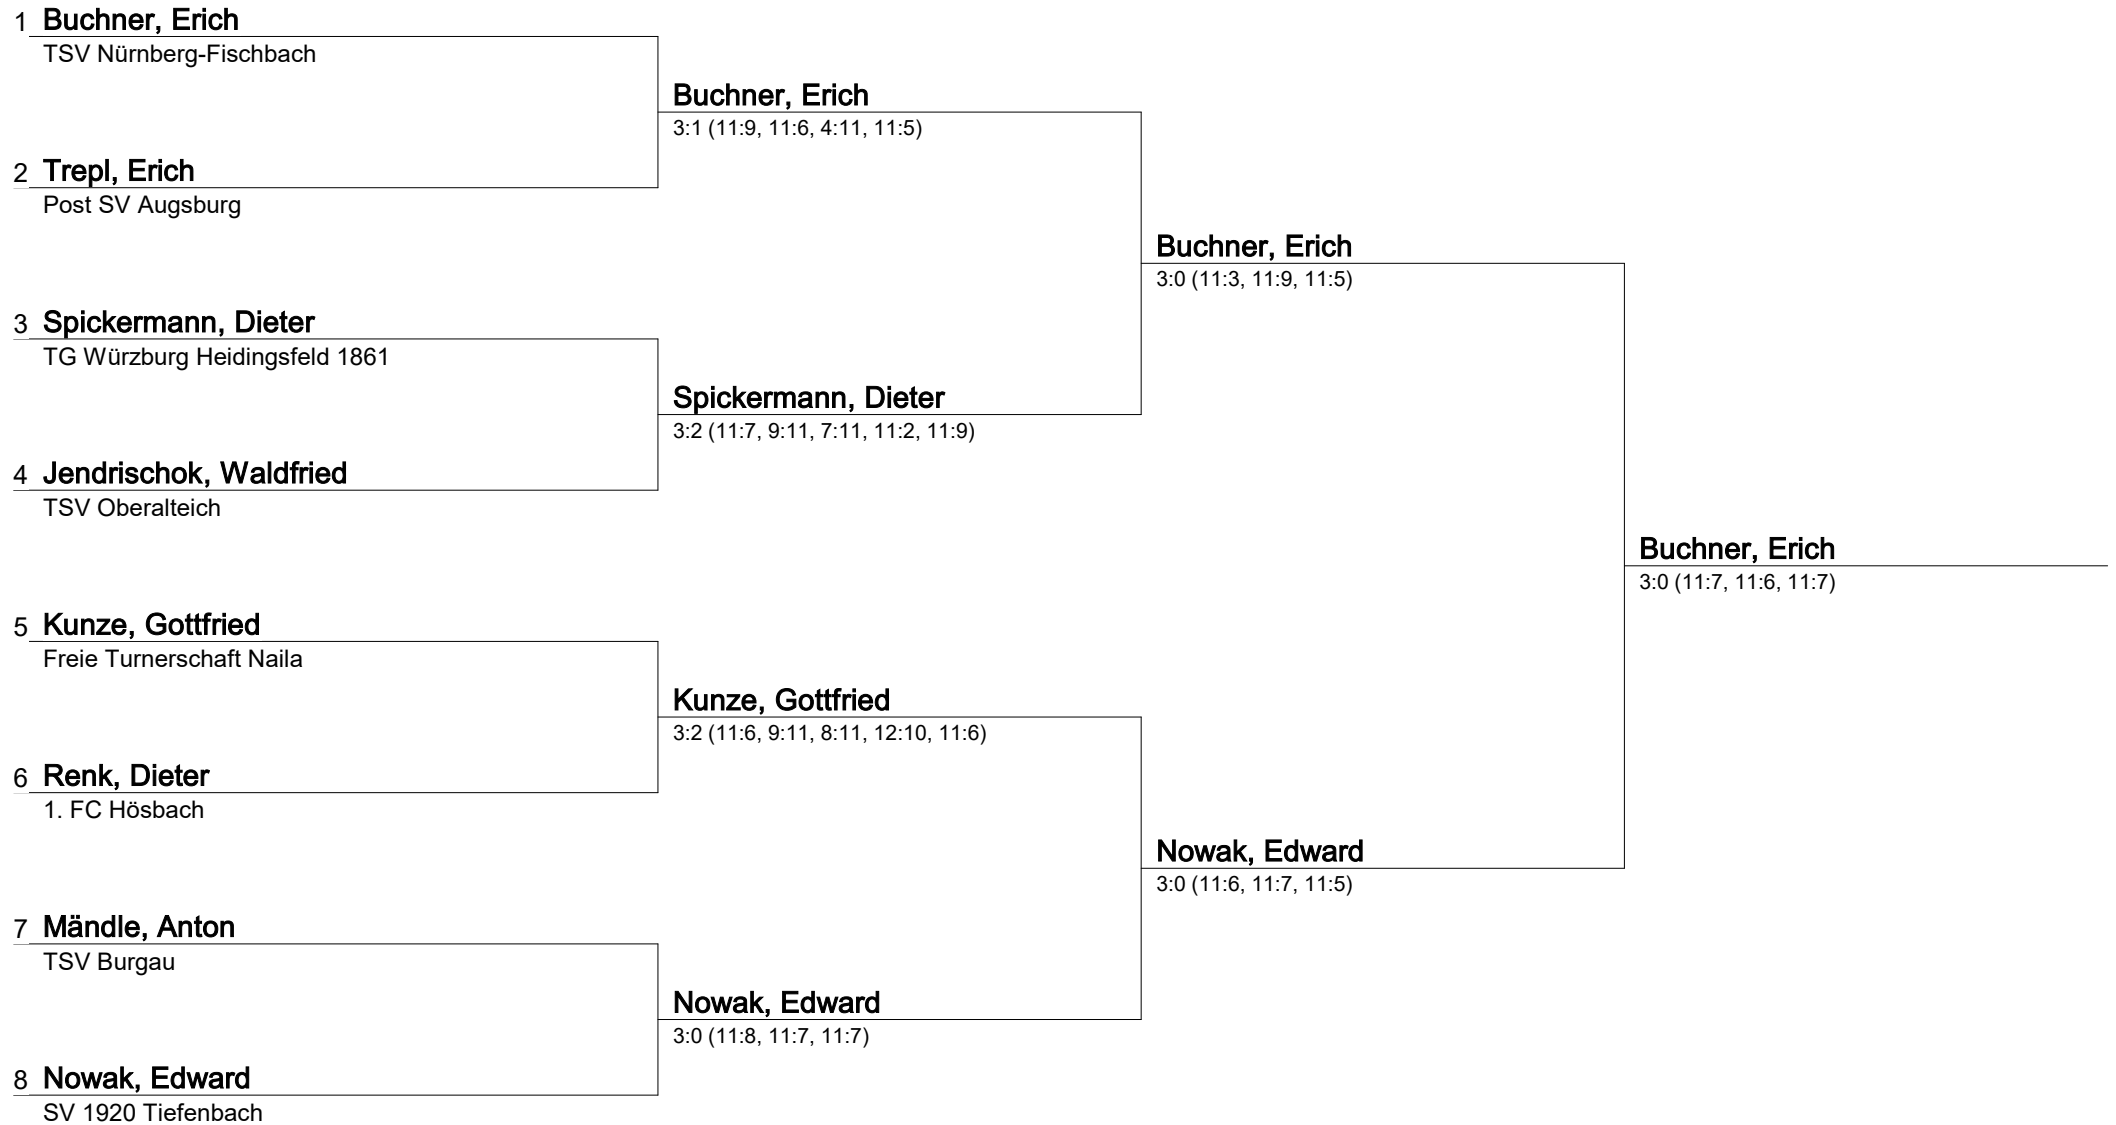 1 Buchner, Erich
TSV Nürnberg-Fischbach
Buchner, Erich
3:1 (11:9, 11:6, 4:11, 11:5)
2 Trepl, Erich
Post SV Augsburg
Buchner, Erich
3:0 (11:3, 11:9, 11:5)
3 Spickermann, Dieter
TG Würzburg Heidingsfeld 1861
Spickermann, Dieter
3:2 (11:7, 9:11, 7:11, 11:2, 11:9)
4 Jendrischok, Waldfried
TSV Oberalteich
Buchner, Erich
3:0 (11:7, 11:6, 11:7)
5 Kunze, Gottfried
Freie Turnerschaft Naila
Kunze, Gottfried
3:2 (11:6, 9:11, 8:11, 12:10, 11:6)
6 Renk, Dieter
1. FC Hösbach
Nowak, Edward
3:0 (11:6, 11:7, 11:5)
7 Mändle, Anton
TSV Burgau
Nowak, Edward
3:0 (11:8, 11:7, 11:7)
8 Nowak, Edward
SV 1920 Tiefenbach